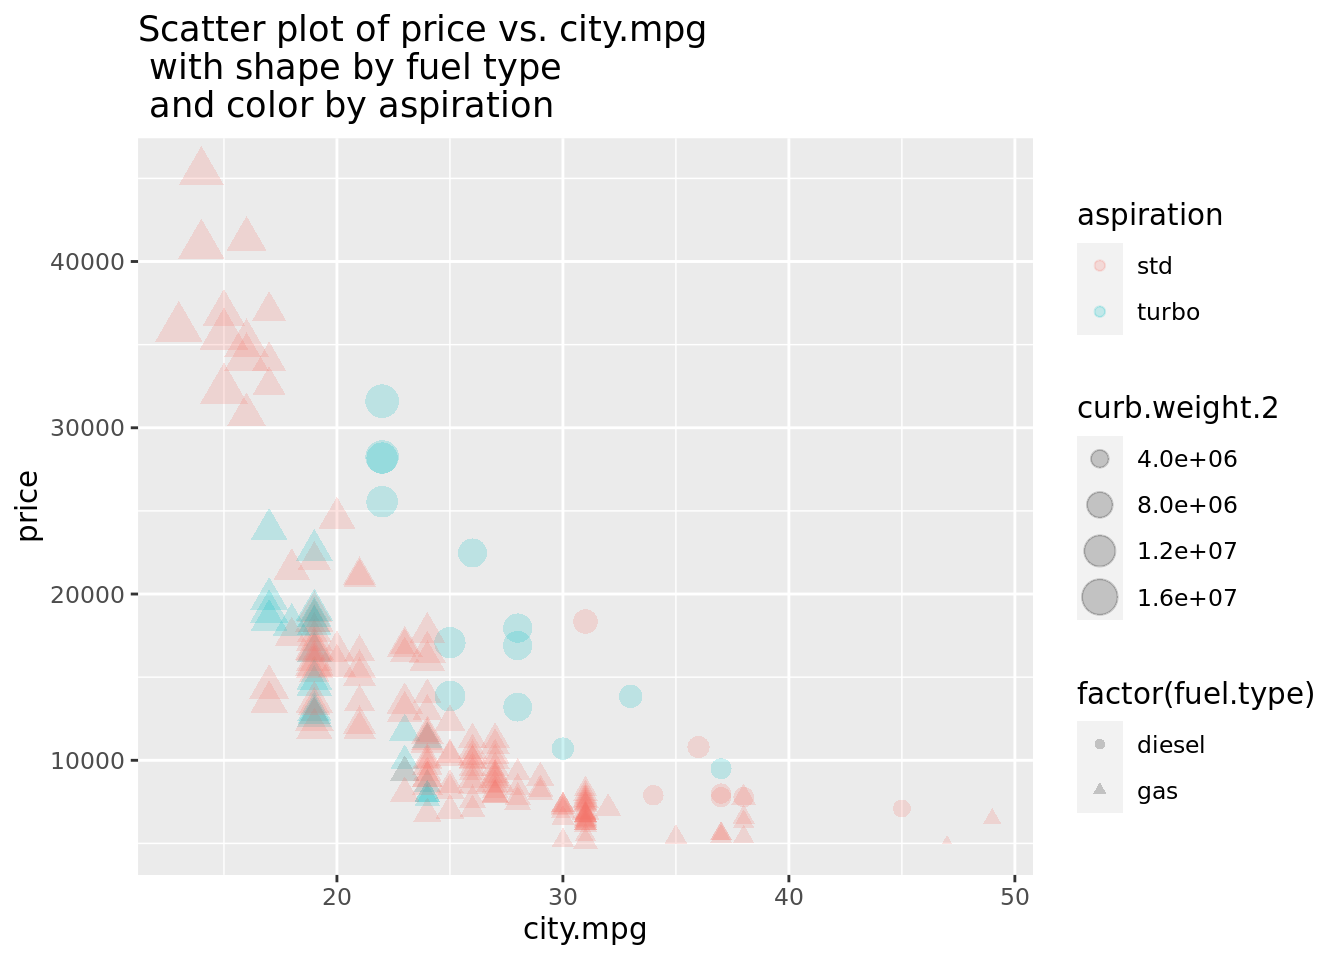 Scatter plot of price vs. city.mpg
with shape by fuel type
and color by aspiration
price
40000
30000
20000
10000
20
30
40
50
city.mpg
aspiration
std
turbo
curb.weight.2
4.0e+06
8.0e+06
1.2e+07
1.6e+07
factor(fuel.type)
diesel
gas